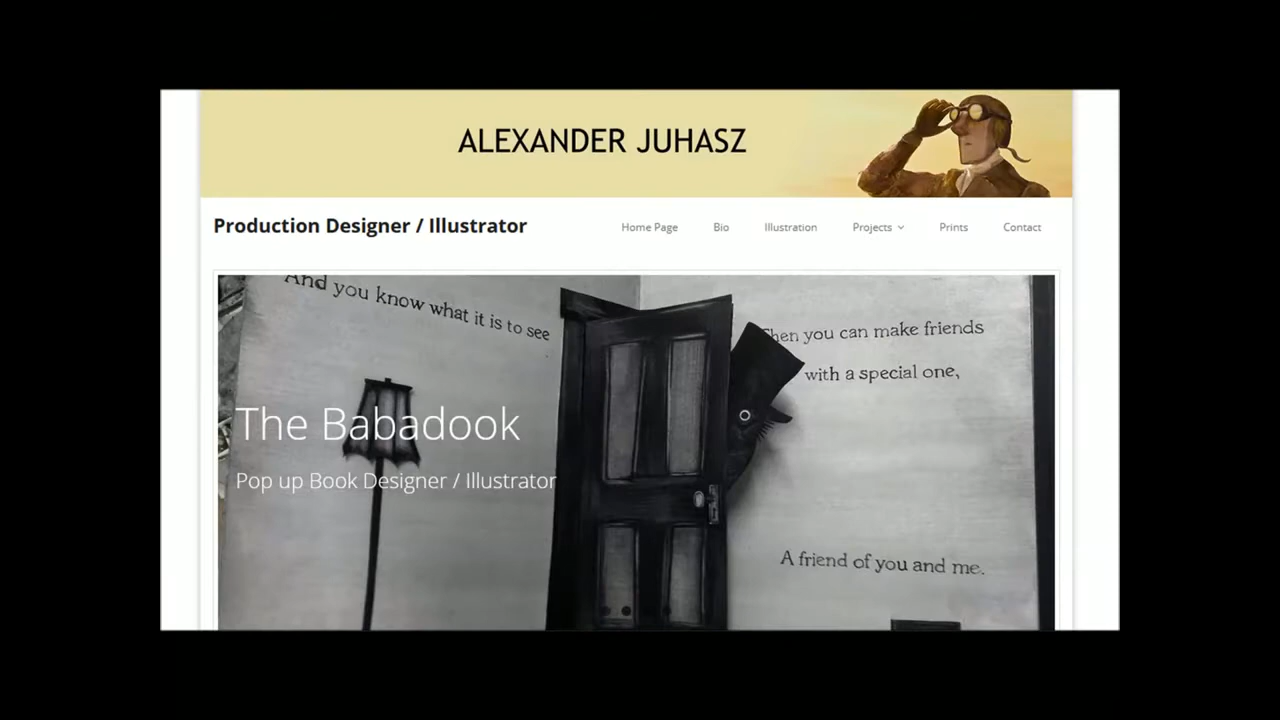 ALEXANDER JUHASZ
Production Designer / Illustrator
Home Page Bio Illustration Projects Prints Contact
And you know what it is to see
Then you can make friends
with a special one,
The Babadook
Pop up Book Designer / Illustrator
A friend of you and me.